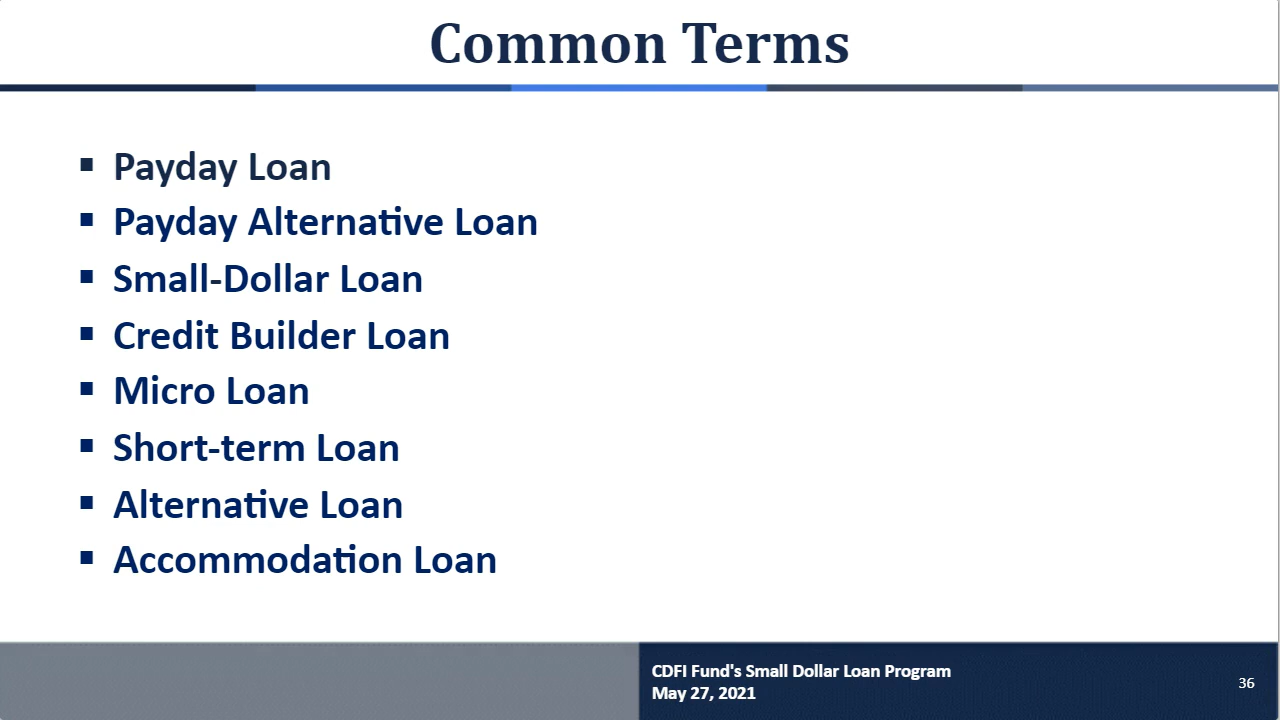 Common Terms
Payday Loan
Payday Alternative Loan
Small-Dollar Loan
Credit Builder Loan
Micro Loan
Short-term Loan
Alternative Loan
Accommodation Loan
CDFI Fund's Small Dollar Loan Program
May 27, 2021
36